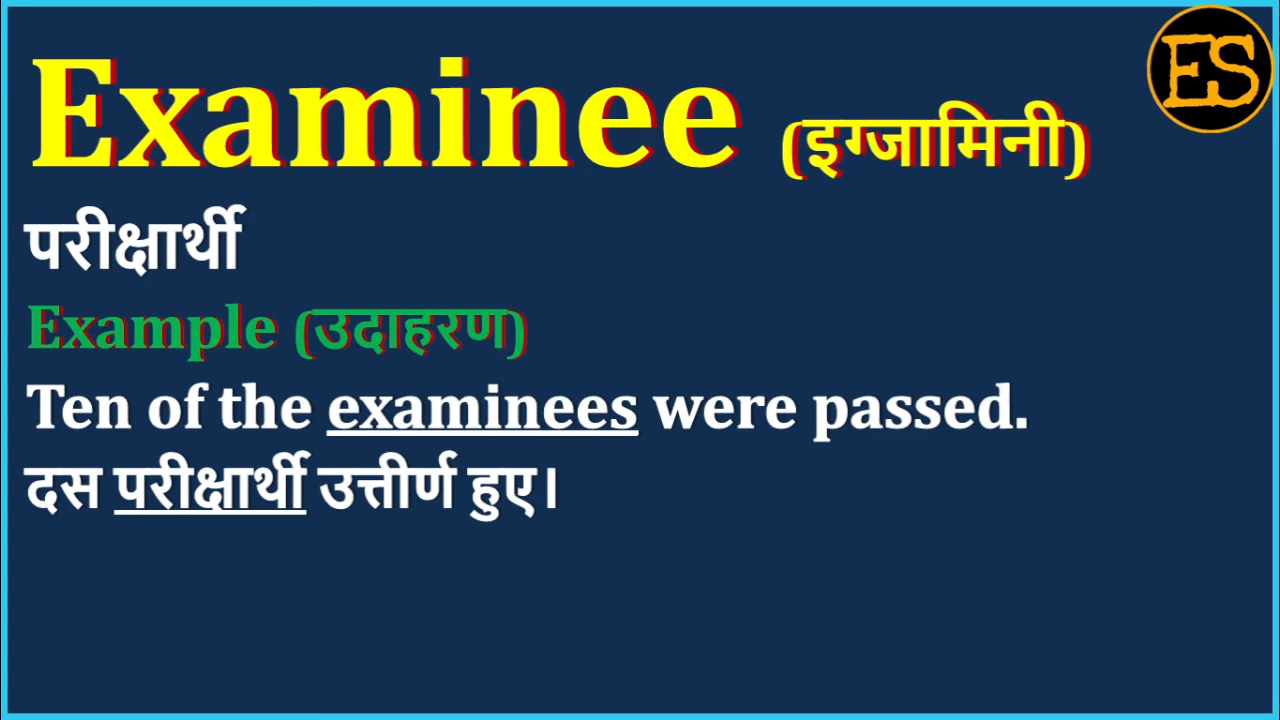 Examinee (इग्जामिनी)
ES
परीक्षार्थी
Example (उदाहरण)
Ten of the examinees were passed.
दस परीक्षार्थी उत्तीर्ण हुए।